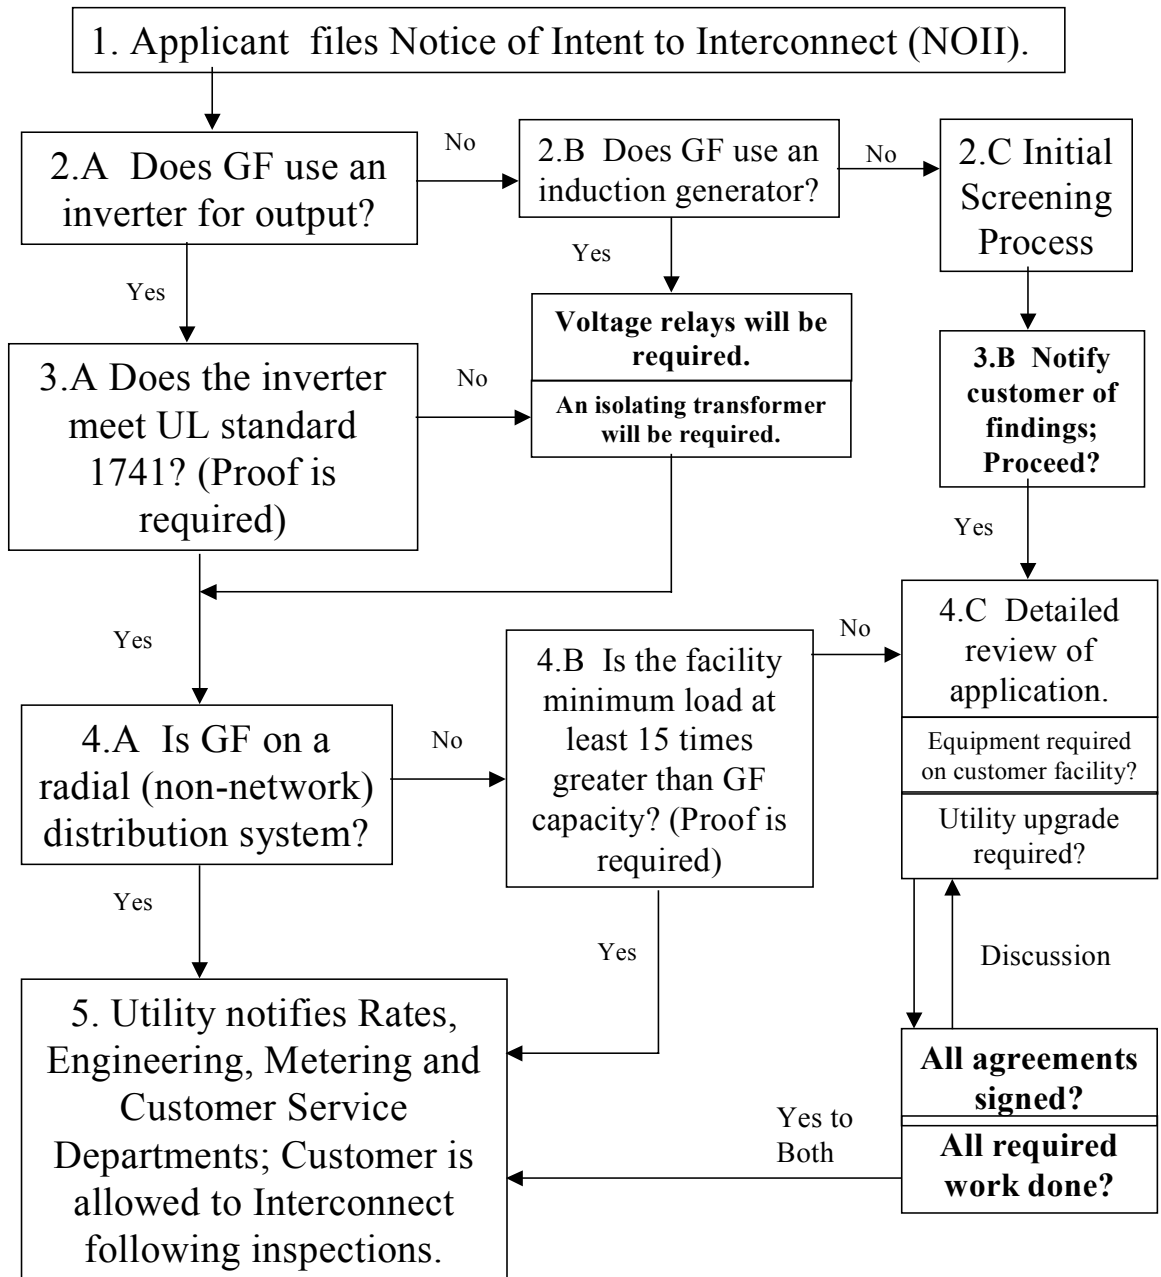 1. Applicant files Notice of Intent to Interconnect (NOII).
2.A Does GF use an
inverter for output?
No
2.B Does GF use an
induction generator?
No
2.C Initial
Screening
Process
Yes
Yes
Voltage relays will be
required.
An isolating transformer
will be required.
3.A Does the inverter
meet UL standard
1741? (Proof is
required)
No
3.B Notify
customer of
findings;
Proceed?
Yes
Yes
4.A Is GF on a
radial (non-network)
distribution system?
No
4.B Is the facility
minimum load at
least 15 times
greater than GF
capacity? (Proof is
required)
No
4.C Detailed
review of
application.
Equipment required
on customer facility?
Utility upgrade
required?
Yes
Yes
Discussion
5. Utility notifies Rates,
Engineering, Metering and
Customer Service
Departments; Customer is
allowed to Interconnect
following inspections.
Yes to
Both
All agreements
signed?
All required
work done?